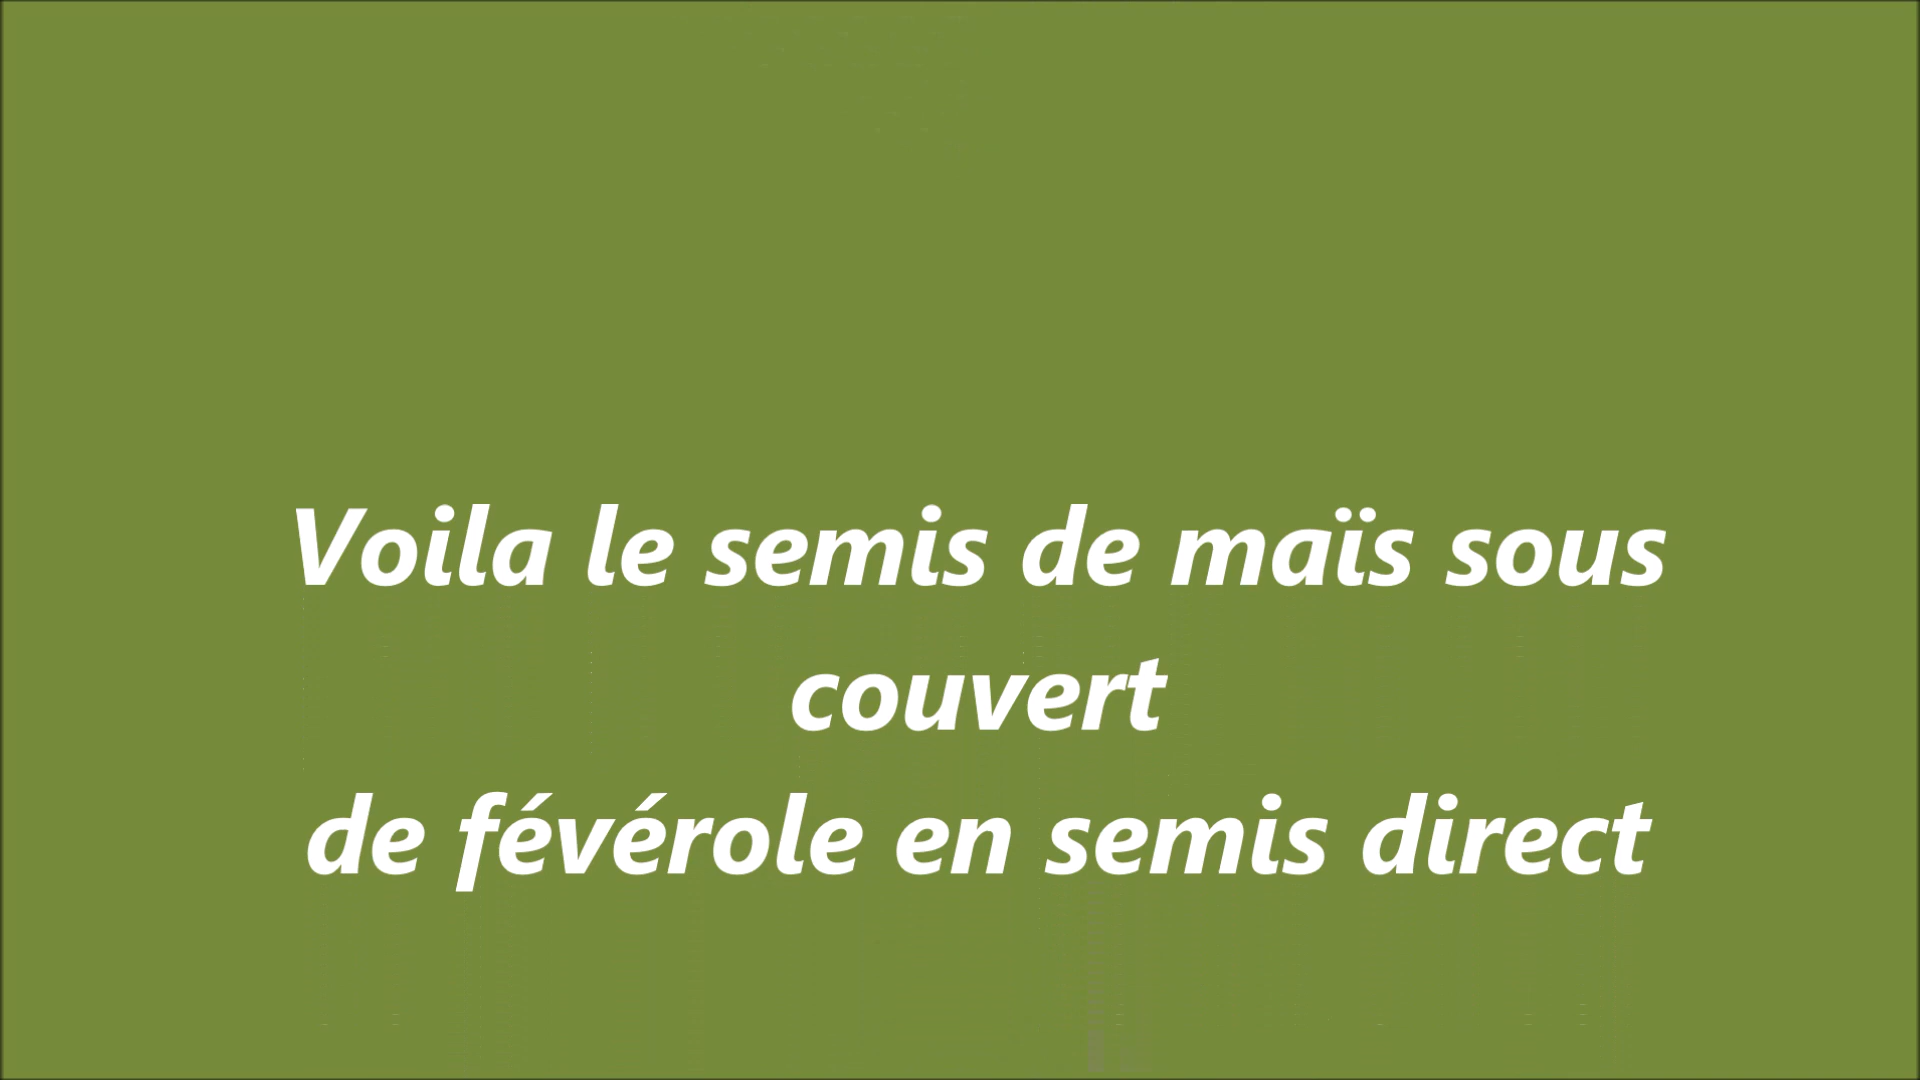 Voila le semis de maïs sous
couvert
de févérole en semis direct